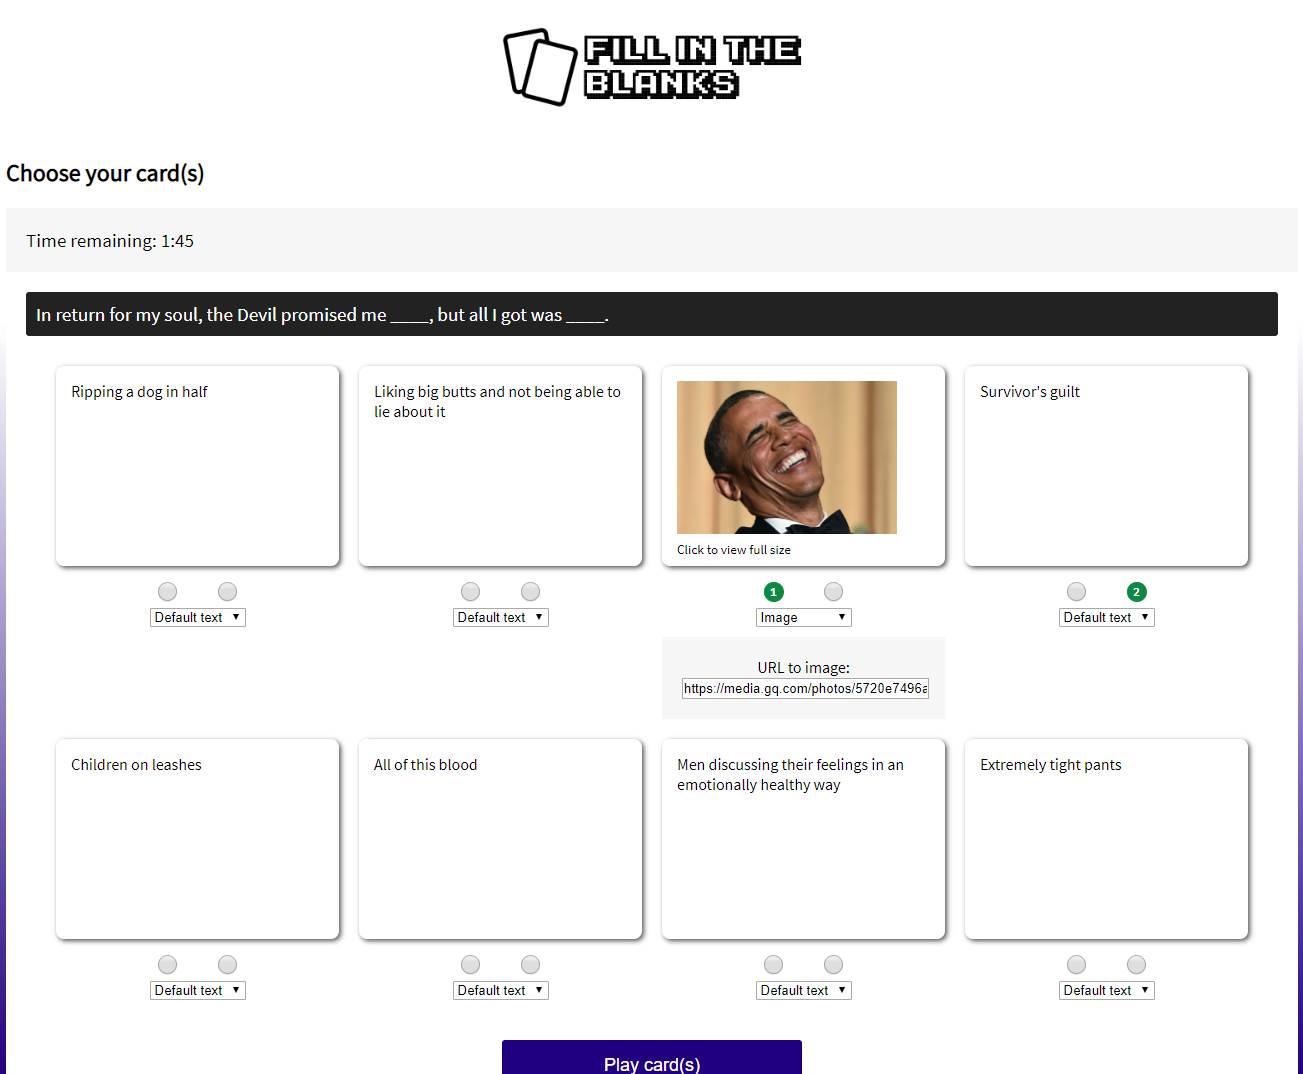 FILL IN THE
BLANKS
Choose your card(s)
Time remaining: 1:45
In return for my soul, the Devil promised me ____, but all I got was ____.
Ripping a dog in half
Liking big butts and not being able to
lie about it
Click to view full size
Survivor's guilt
Default text
Default text
1
Image
2
Default text
URL to image:
https://media.gq.com/photos/5720e7496a
Children on leashes
All of this blood
Men discussing their feelings in an
emotionally healthy way
Extremely tight pants
Default text
Default text
Default text
Default text
Play card(s)